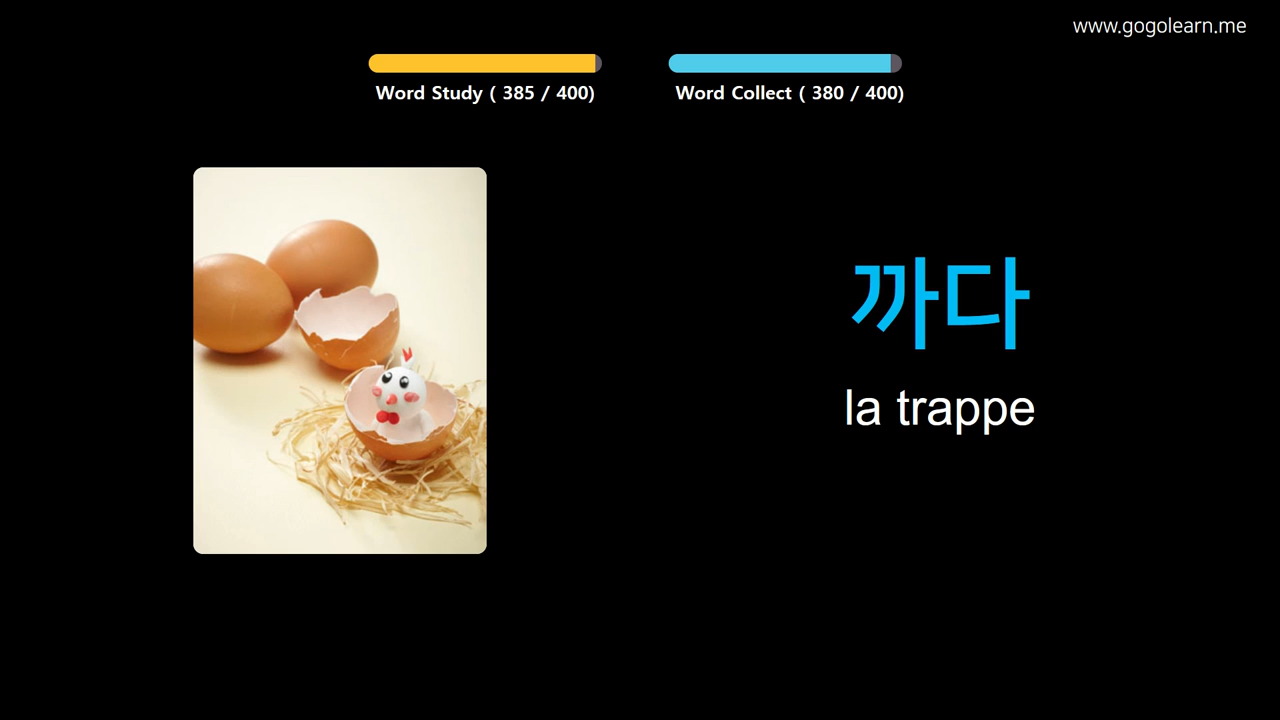 www.gogolearn.me
Word Study ( 385 / 400)
Word Collect ( 380 / 400)
까다
la trappe